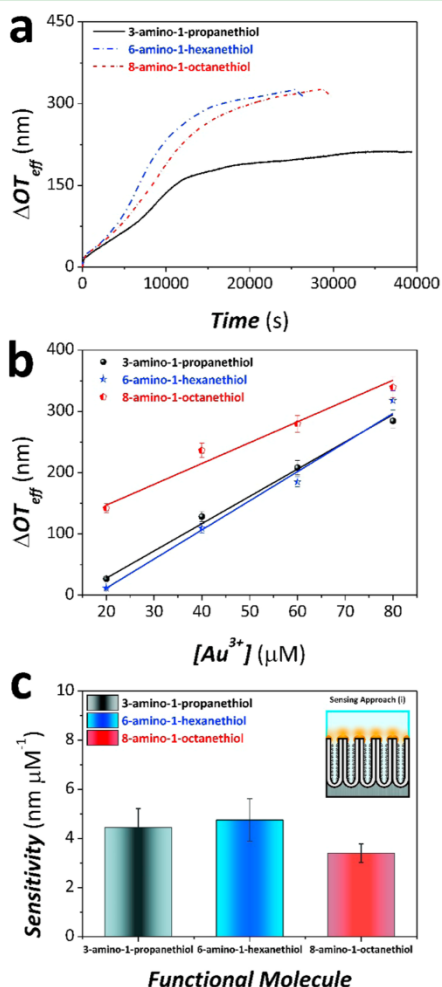 a
3-amino-1-propanethiol
6-amino-1-hexanethiol
8-amino-1-octanethiol
ΔOT_eff (nm)
450
300
150
0
0 10000 20000 30000 40000
Time (s)
b
3-amino-1-propanethiol
6-amino-1-hexanethiol
8-amino-1-octanethiol
ΔOT_eff (nm)
400
300
200
100
0
20 30 40 50 60 70 80
[Au³⁺] (μM)
c
3-amino-1-propanethiol
6-amino-1-hexanethiol
8-amino-1-octanethiol
Sensing Approach (i)
Sensitivity (nm μM⁻¹)
10
8
6
4
2
0
3-amino-1-propanethiol 6-amino-1-hexanethiol 8-amino-1-octanethiol
Functional Molecule